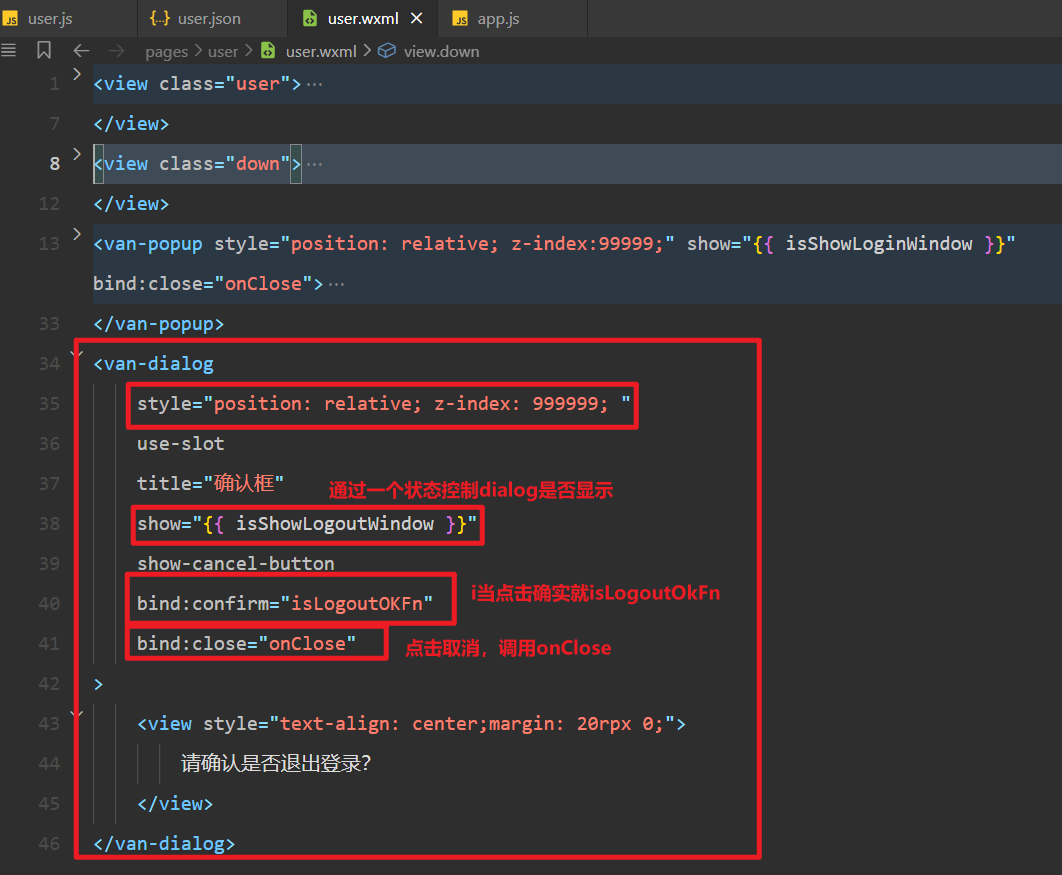 user.js user.json user.wxml app.js
pages user user.wxml view.down
1 <view class="user"> ···
7 </view>
8 <view class="down"> ···
12 </view>
13 <van-popup style="position: relative; z-index:99999;" show="{{ isShowLoginWindow }}"
bind:close="onClose"> ···
33 </van-popup>
34 <van-dialog
35 style="position: relative; z-index: 999999; "
36 use-slot
37 title="确认框"
通过一个状态控制dialog是否显示
38 show="{{ isShowLogoutWindow }}"
39 show-cancel-button
40 bind:confirm="isLogoutOKFn"
i当点击确实就isLogoutOkFn
41 bind:close="onClose"
点击取消，调用onClose
42 >
43 <view style="text-align: center;margin: 20rpx 0;">
44 请确认是否退出登录?
45 </view>
46 </van-dialog>